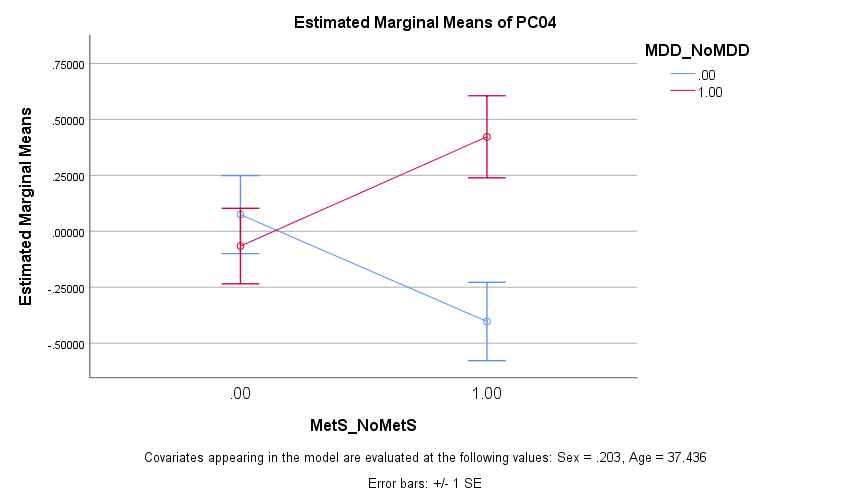 Estimated Marginal Means of PC04
MDD_NoMDD
.00
1.00
Estimated Marginal Means
.75000
.50000
.25000
.00000
-.25000
-.50000
.00
1.00
MetS_NoMetS
Covariates appearing in the model are evaluated at the following values: Sex = .203, Age = 37.436
Error bars: +/- 1 SE